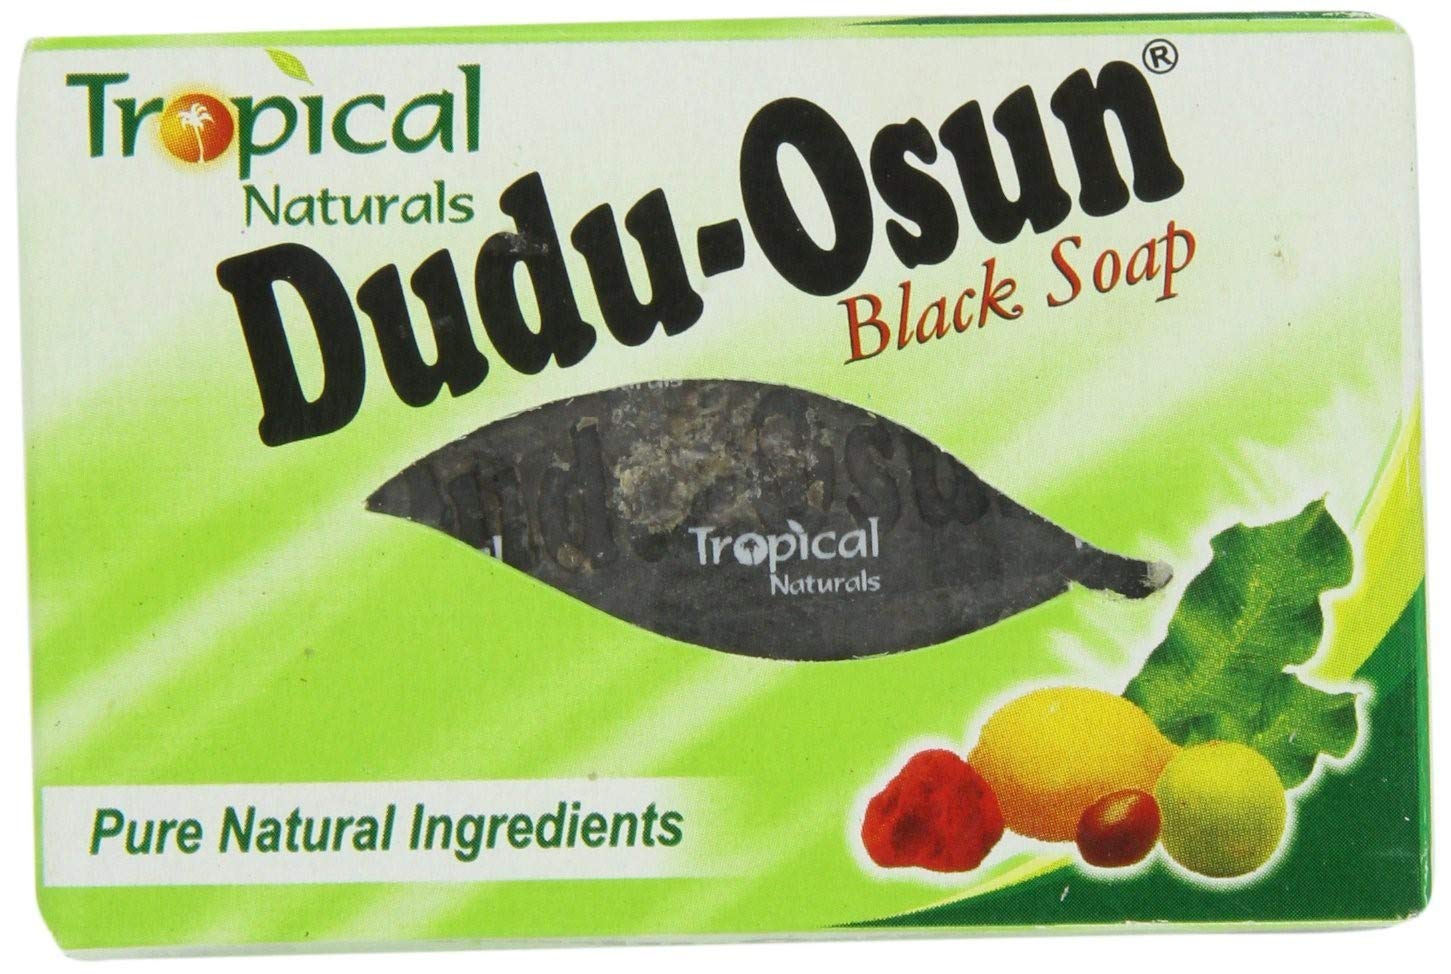 Tropical
Naturals
Dudu-Osun®
Black Soap
Tropical
Naturals
Pure Natural Ingredients